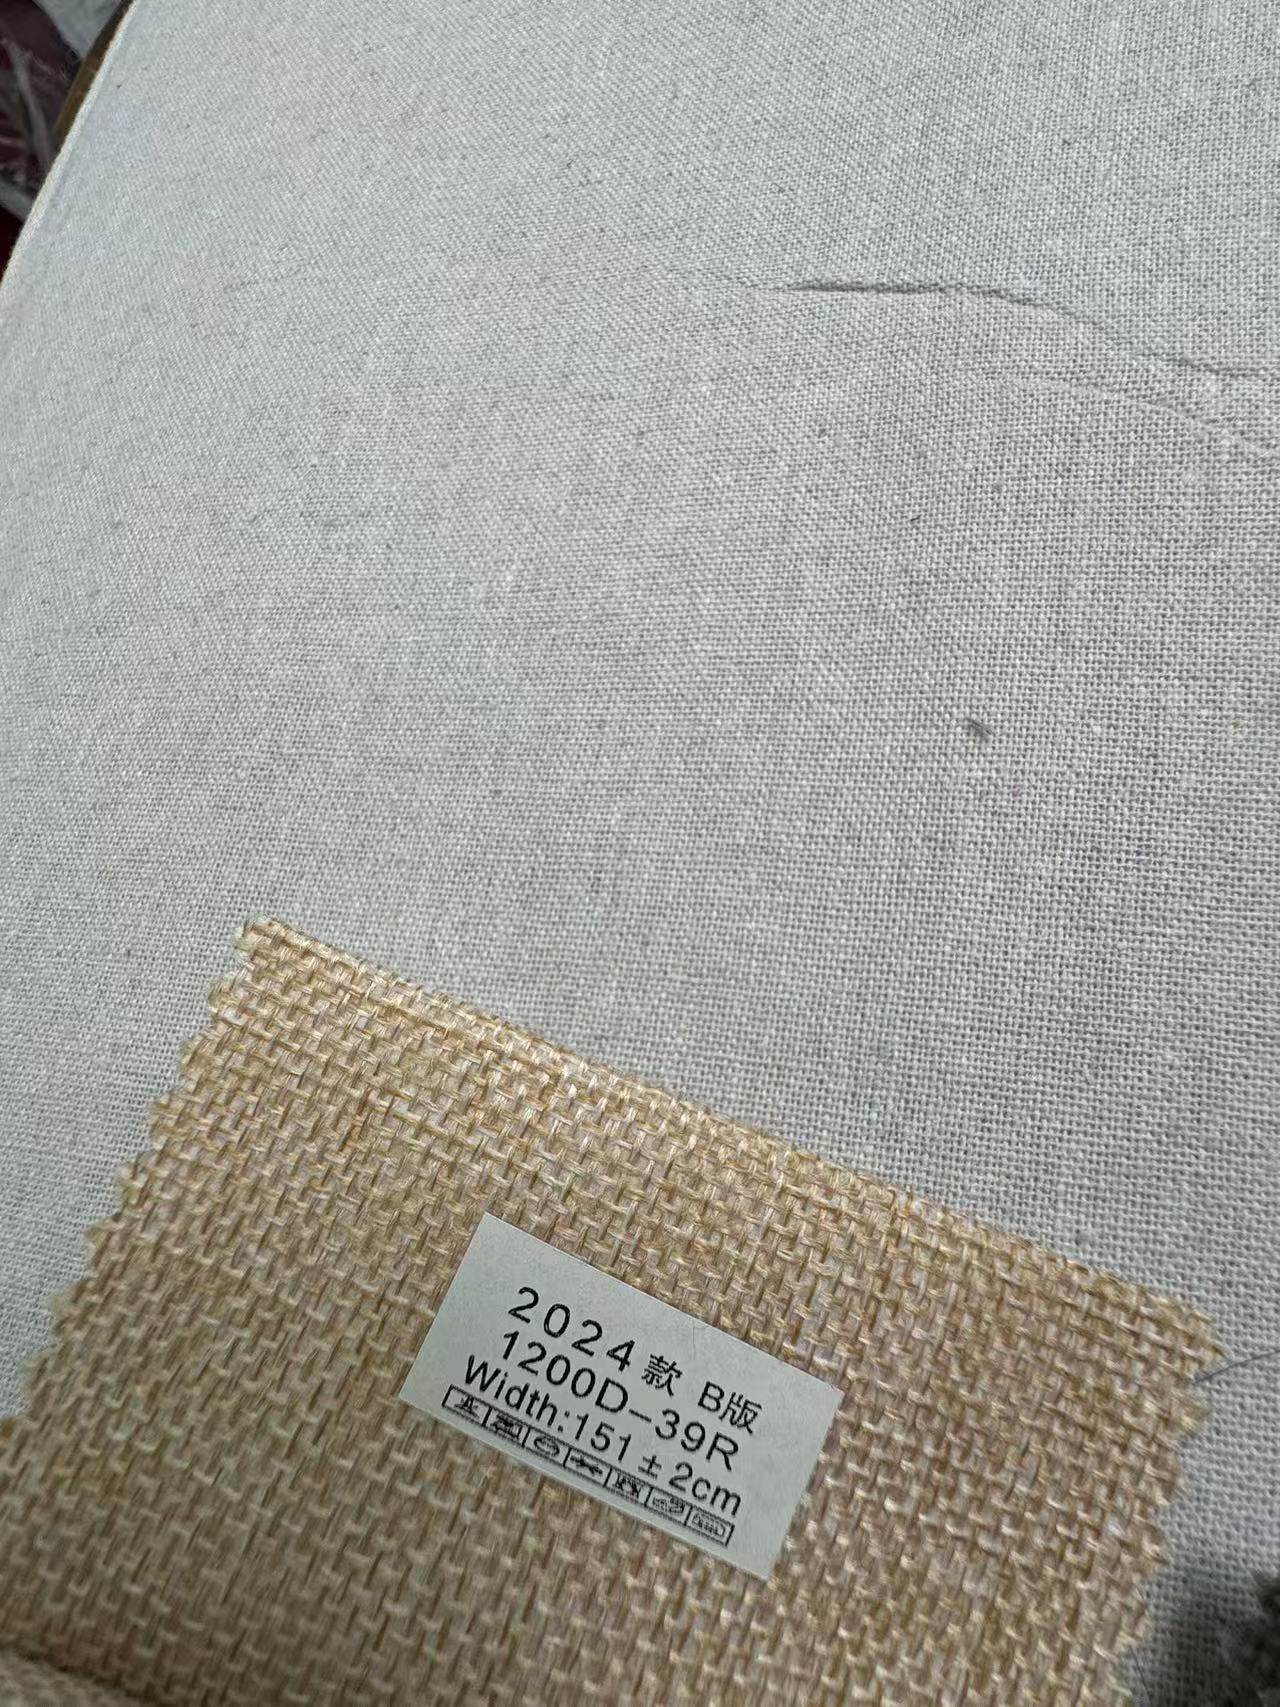 2024款 B版
1200D-39R
Width:151±2cm